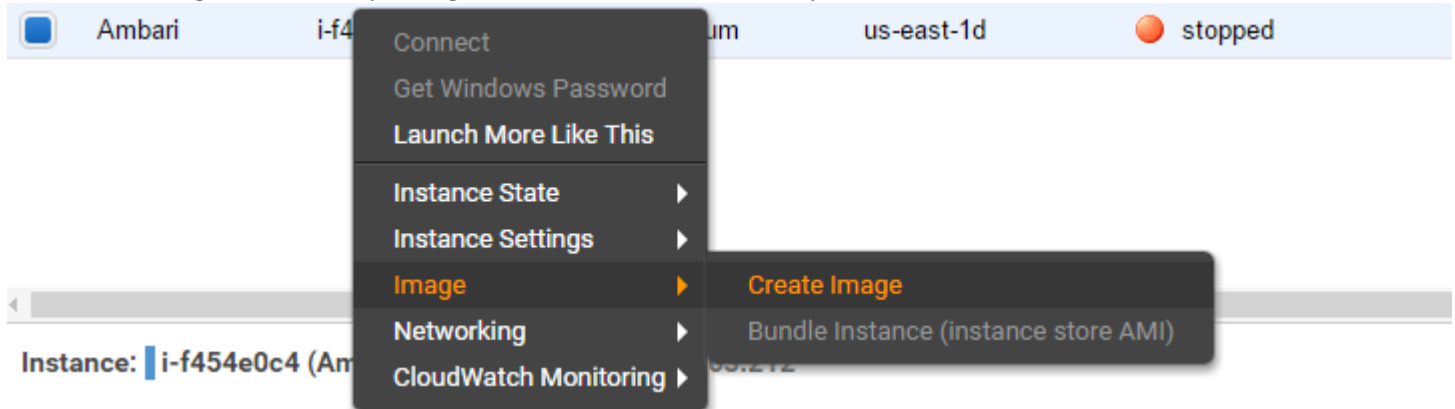 Ambari i-f4 um us-east-1d stopped
Connect
Get Windows Password
Launch More Like This
Instance State
Instance Settings
Image Create Image
Networking Bundle Instance (instance store AMI)
Instance: i-f454e0c4 (Am
CloudWatch Monitoring